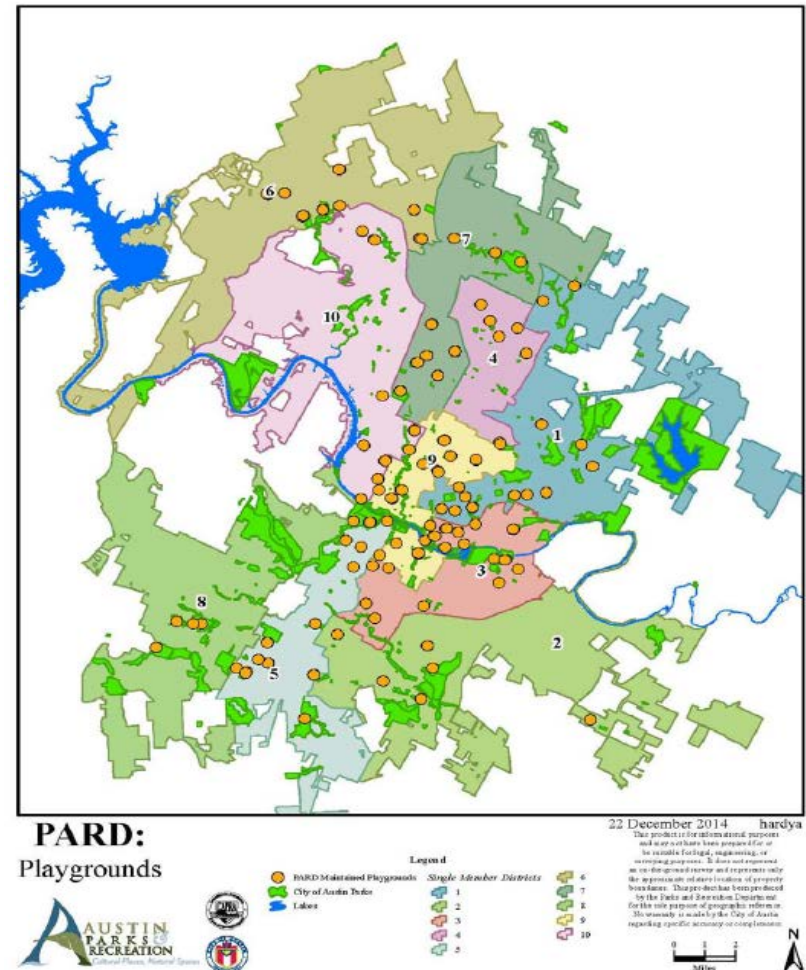 6
7
10
4
1
9
3
8
2
5
PARD:
Playgrounds
AUSTIN
PARKS &
RECREATION
Cultural Places, Natural Spaces
Legend
PARD Maintained Playgrounds
City of Austin Parks
Lakes
Single Member Districts
1
2
3
4
5
6
7
8
9
10
22 December 2014 hardya
This product is for informational purposes
and may not have been prepared for or
be suitable for legal, engineering, or
surveying purposes. It does not represent
an on-the-ground survey and represents only
the approximate relative location of property
boundaries. This product has been produced
by the Parks and Recreation Department
for the sole purpose of geographic reference.
No warranty is made by the City of Austin
regarding specific accuracy or completeness.
0 1 2
Miles
N